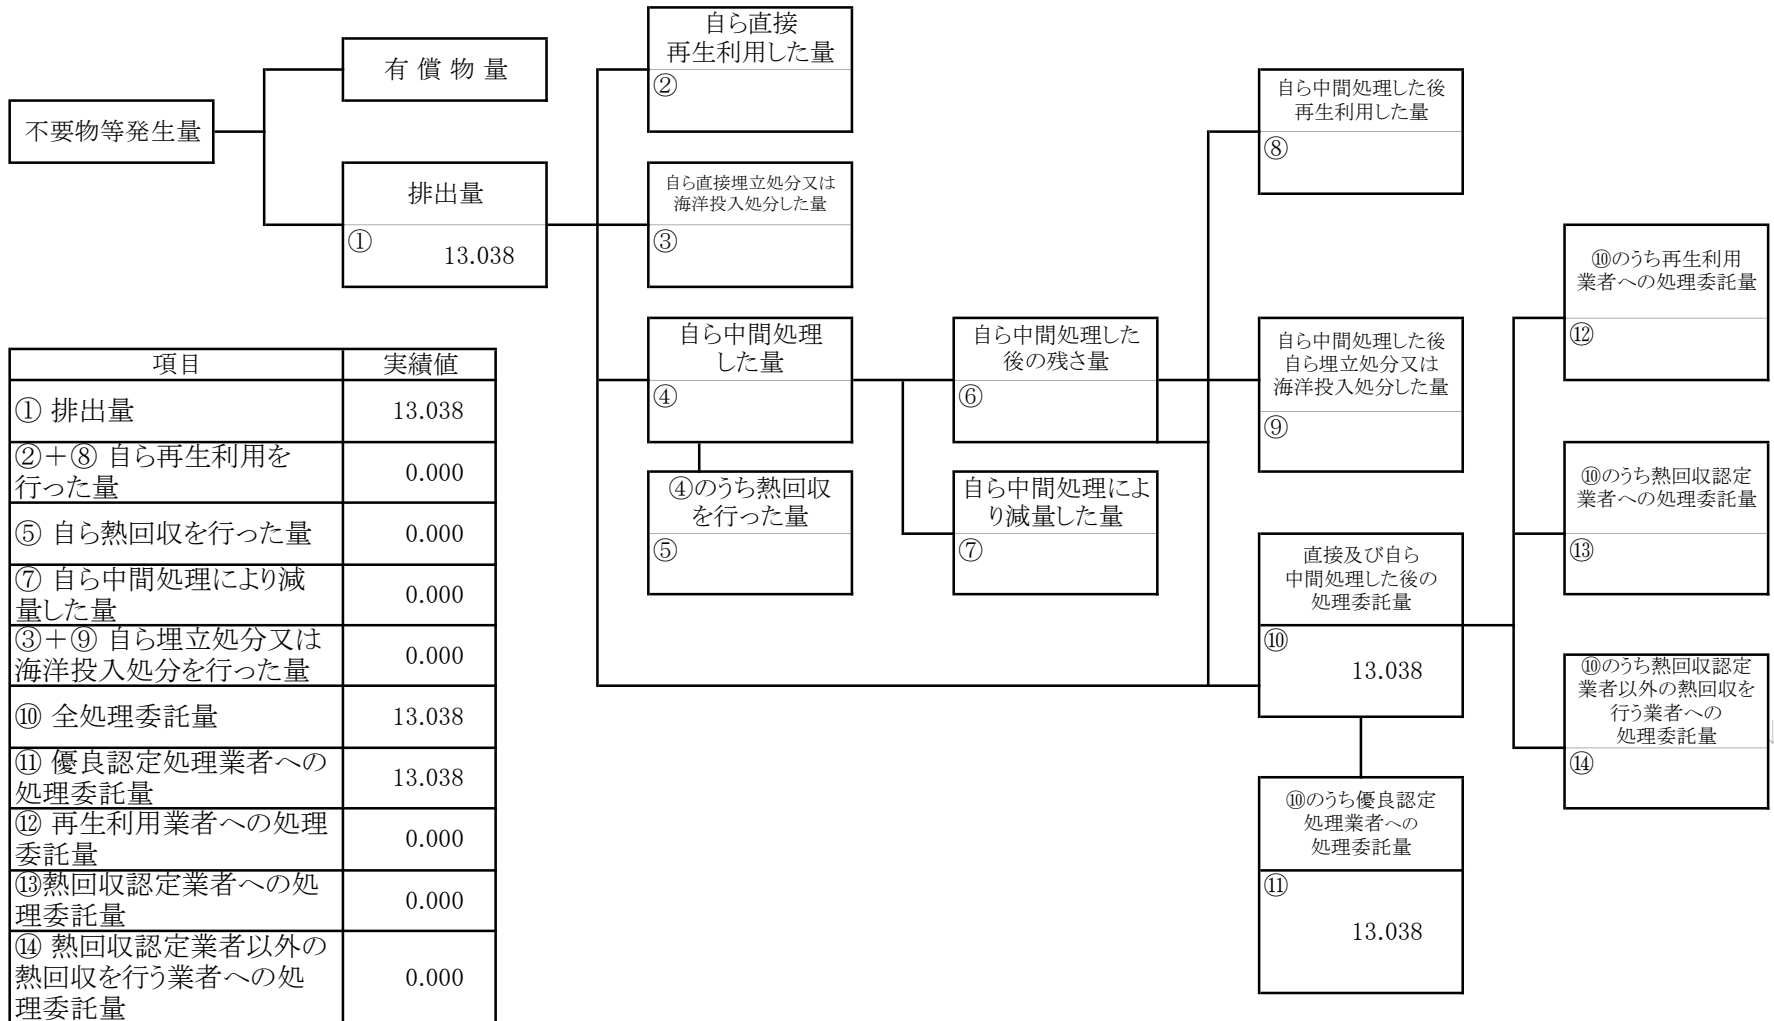 不要物等発生量
有 償 物 量
排出量
① 13.038
自ら直接
再生利用した量
②
自ら直接埋立処分又は
海洋投入処分した量
③
自ら中間処理
した量
④
④のうち熱回収
を行った量
⑤
自ら中間処理した
後の残さ量
⑥
自ら中間処理によ
り減量した量
⑦
自ら中間処理した後
再生利用した量
⑧
自ら中間処理した後
自ら埋立処分又は
海洋投入処分した量
⑨
直接及び自ら
中間処理した後の
処理委託量
⑩
13.038
⑩のうち優良認定
処理業者への
処理委託量
⑪
13.038
⑩のうち再生利用
業者への処理委託量
⑫
⑩のうち熱回収認定
業者への処理委託量
⑬
⑩のうち熱回収認定
業者以外の熱回収を
行う業者への
処理委託量
⑭
項目 実績値
① 排出量 13.038
②+⑧ 自ら再生利用を
行った量 0.000
⑤ 自ら熱回収を行った量 0.000
⑦ 自ら中間処理により減
量した量 0.000
③+⑨ 自ら埋立処分又は
海洋投入処分を行った量 0.000
⑩ 全処理委託量 13.038
⑪ 優良認定処理業者への
処理委託量 13.038
⑫ 再生利用業者への処理
委託量 0.000
⑬熱回収認定業者への処
理委託量 0.000
⑭ 熱回収認定業者以外の
熱回収を行う業者への処
理委託量 0.000